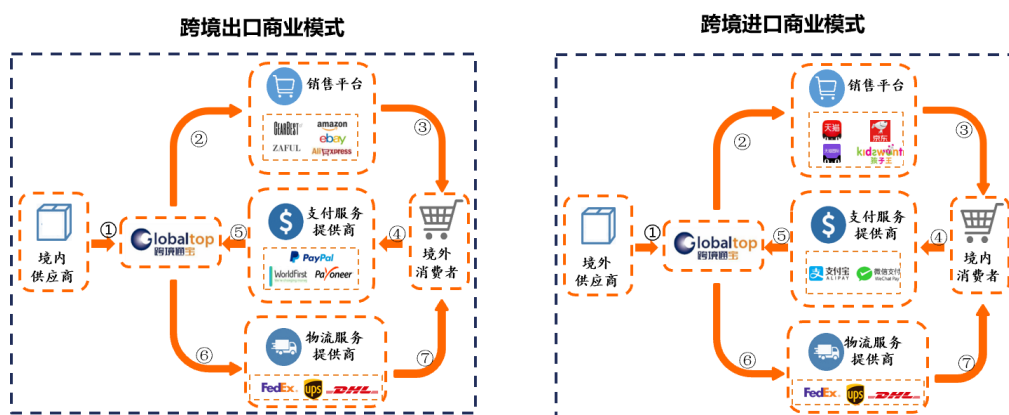 跨境出口商业模式
销售平台
②
③
GEARBEST
amazon
ebay
ZAFUL
AliExpress
境内
供应商
①
Globaltop
跨境通宝
⑤
支付服务
提供商
PayPal
WorldFirst
Payoneer
④
境外
消费者
⑥
物流服务
提供商
⑦
FedEx
ups
DHL
跨境进口商业模式
销售平台
②
③
天猫
京东
天猫国际
kidswant
孩子王
境外
供应商
①
Globaltop
跨境通宝
⑤
支付服务
提供商
支付宝
ALIPAY
微信支付
WeChat Pay
④
境内
消费者
⑥
物流服务
提供商
⑦
FedEx
ups
DHL